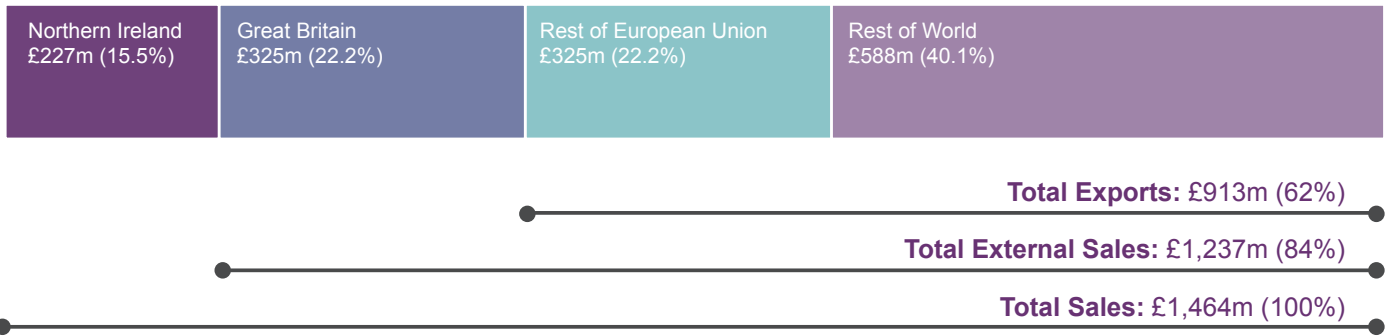 Northern Ireland
£227m (15.5%)
Great Britain
£325m (22.2%)
Rest of European Union
£325m (22.2%)
Rest of World
£588m (40.1%)
Total Exports: £913m (62%)
Total External Sales: £1,237m (84%)
Total Sales: £1,464m (100%)